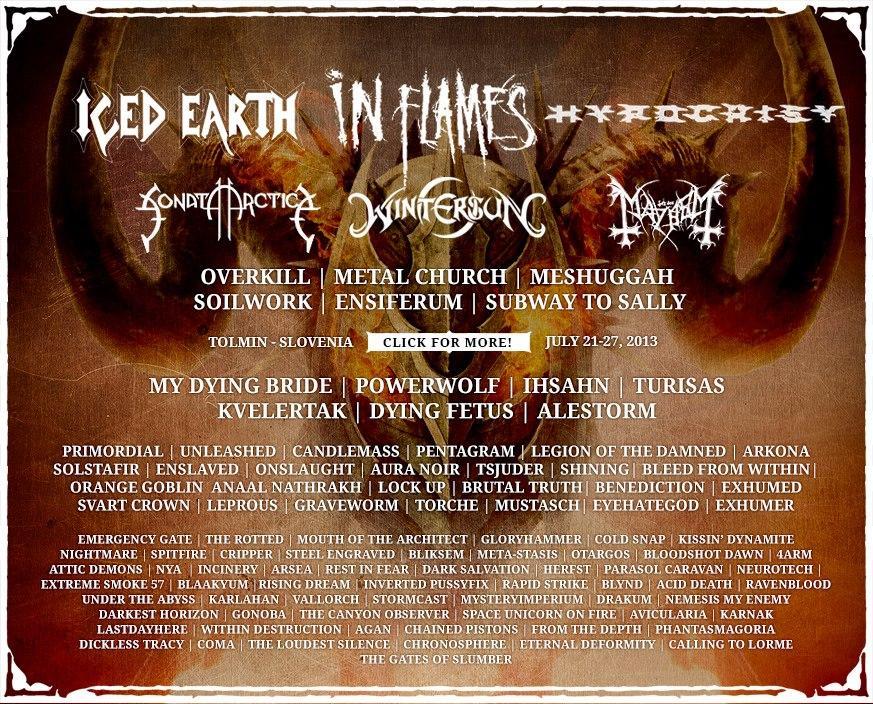 ICED EARTH IN FLAMES HYPOCRISY
SONATA ARCTICA WINTERSUN MAYHEM
OVERKILL | METAL CHURCH | MESHUGGAH
SOILWORK | ENSIFERUM | SUBWAY TO SALLY
TOLMIN - SLOVENIA CLICK FOR MORE! JULY 21-27, 2013
MY DYING BRIDE | POWERWOLF | IHSAHN | TURISAS
KVELERTAK | DYING FETUS | ALESTORM
PRIMORDIAL | UNLEASHED | CANDLEMASS | PENTAGRAM | LEGION OF THE DAMNED | ARKONA
SOLSTAFIR | ENSLAVED | ONSLAUGHT | AURA NOIR | TSJUDER | SHINING | BLEED FROM WITHIN |
ORANGE GOBLIN ANAAL NATHRAKH | LOCK UP | BRUTAL TRUTH | BENEDICTION | EXHUMED
SVART CROWN | LEPROUS | GRAVEWORM | TORCHE | MUSTASCH | EYEHATEGOD | EXHUMER
EMERGENCY GATE | THE ROTTED | MOUTH OF THE ARCHITECT | GLORYHAMMER | COLD SNAP | KISSIN' DYNAMITE
NIGHTMARE | SPITFIRE | CRIPPER | STEEL ENGRAVED | BLIKSEM | META-STASIS | OTARGOS | BLOODSHOT DAWN | 4ARM
ATTIC DEMONS | NYA | INCINERY | ARSEA | REST IN FEAR | DARK SALVATION | HERFST | PARASOL CARAVAN | NEUROTECH |
EXTREME SMOKE 57 | BLAAKYUM | RISING DREAM | INVERTED PUSSYFIX | RAPID STRIKE | BLYND | ACID DEATH | RAVENBLOOD
UNDER THE ABYSS | KARLAHAN | VALLORCH | STORMCAST | MYSTERYIMPERIUM | DRAKUM | NEMESIS MY ENEMY
DARKEST HORIZON | GONOBA | THE CANYON OBSERVER | SPACE UNICORN ON FIRE | AVICULARIA | KARNAK
LASTDAYHERE | WITHIN DESTRUCTION | AGAN | CHAINED PISTONS | FROM THE DEPTH | PHANTASMAGORIA
DICKLESS TRACY | COMA | THE LOUDEST SILENCE | CHRONOSPHERE | ETERNAL DEFORMITY | CALLING TO LORME
THE GATES OF SLUMBER